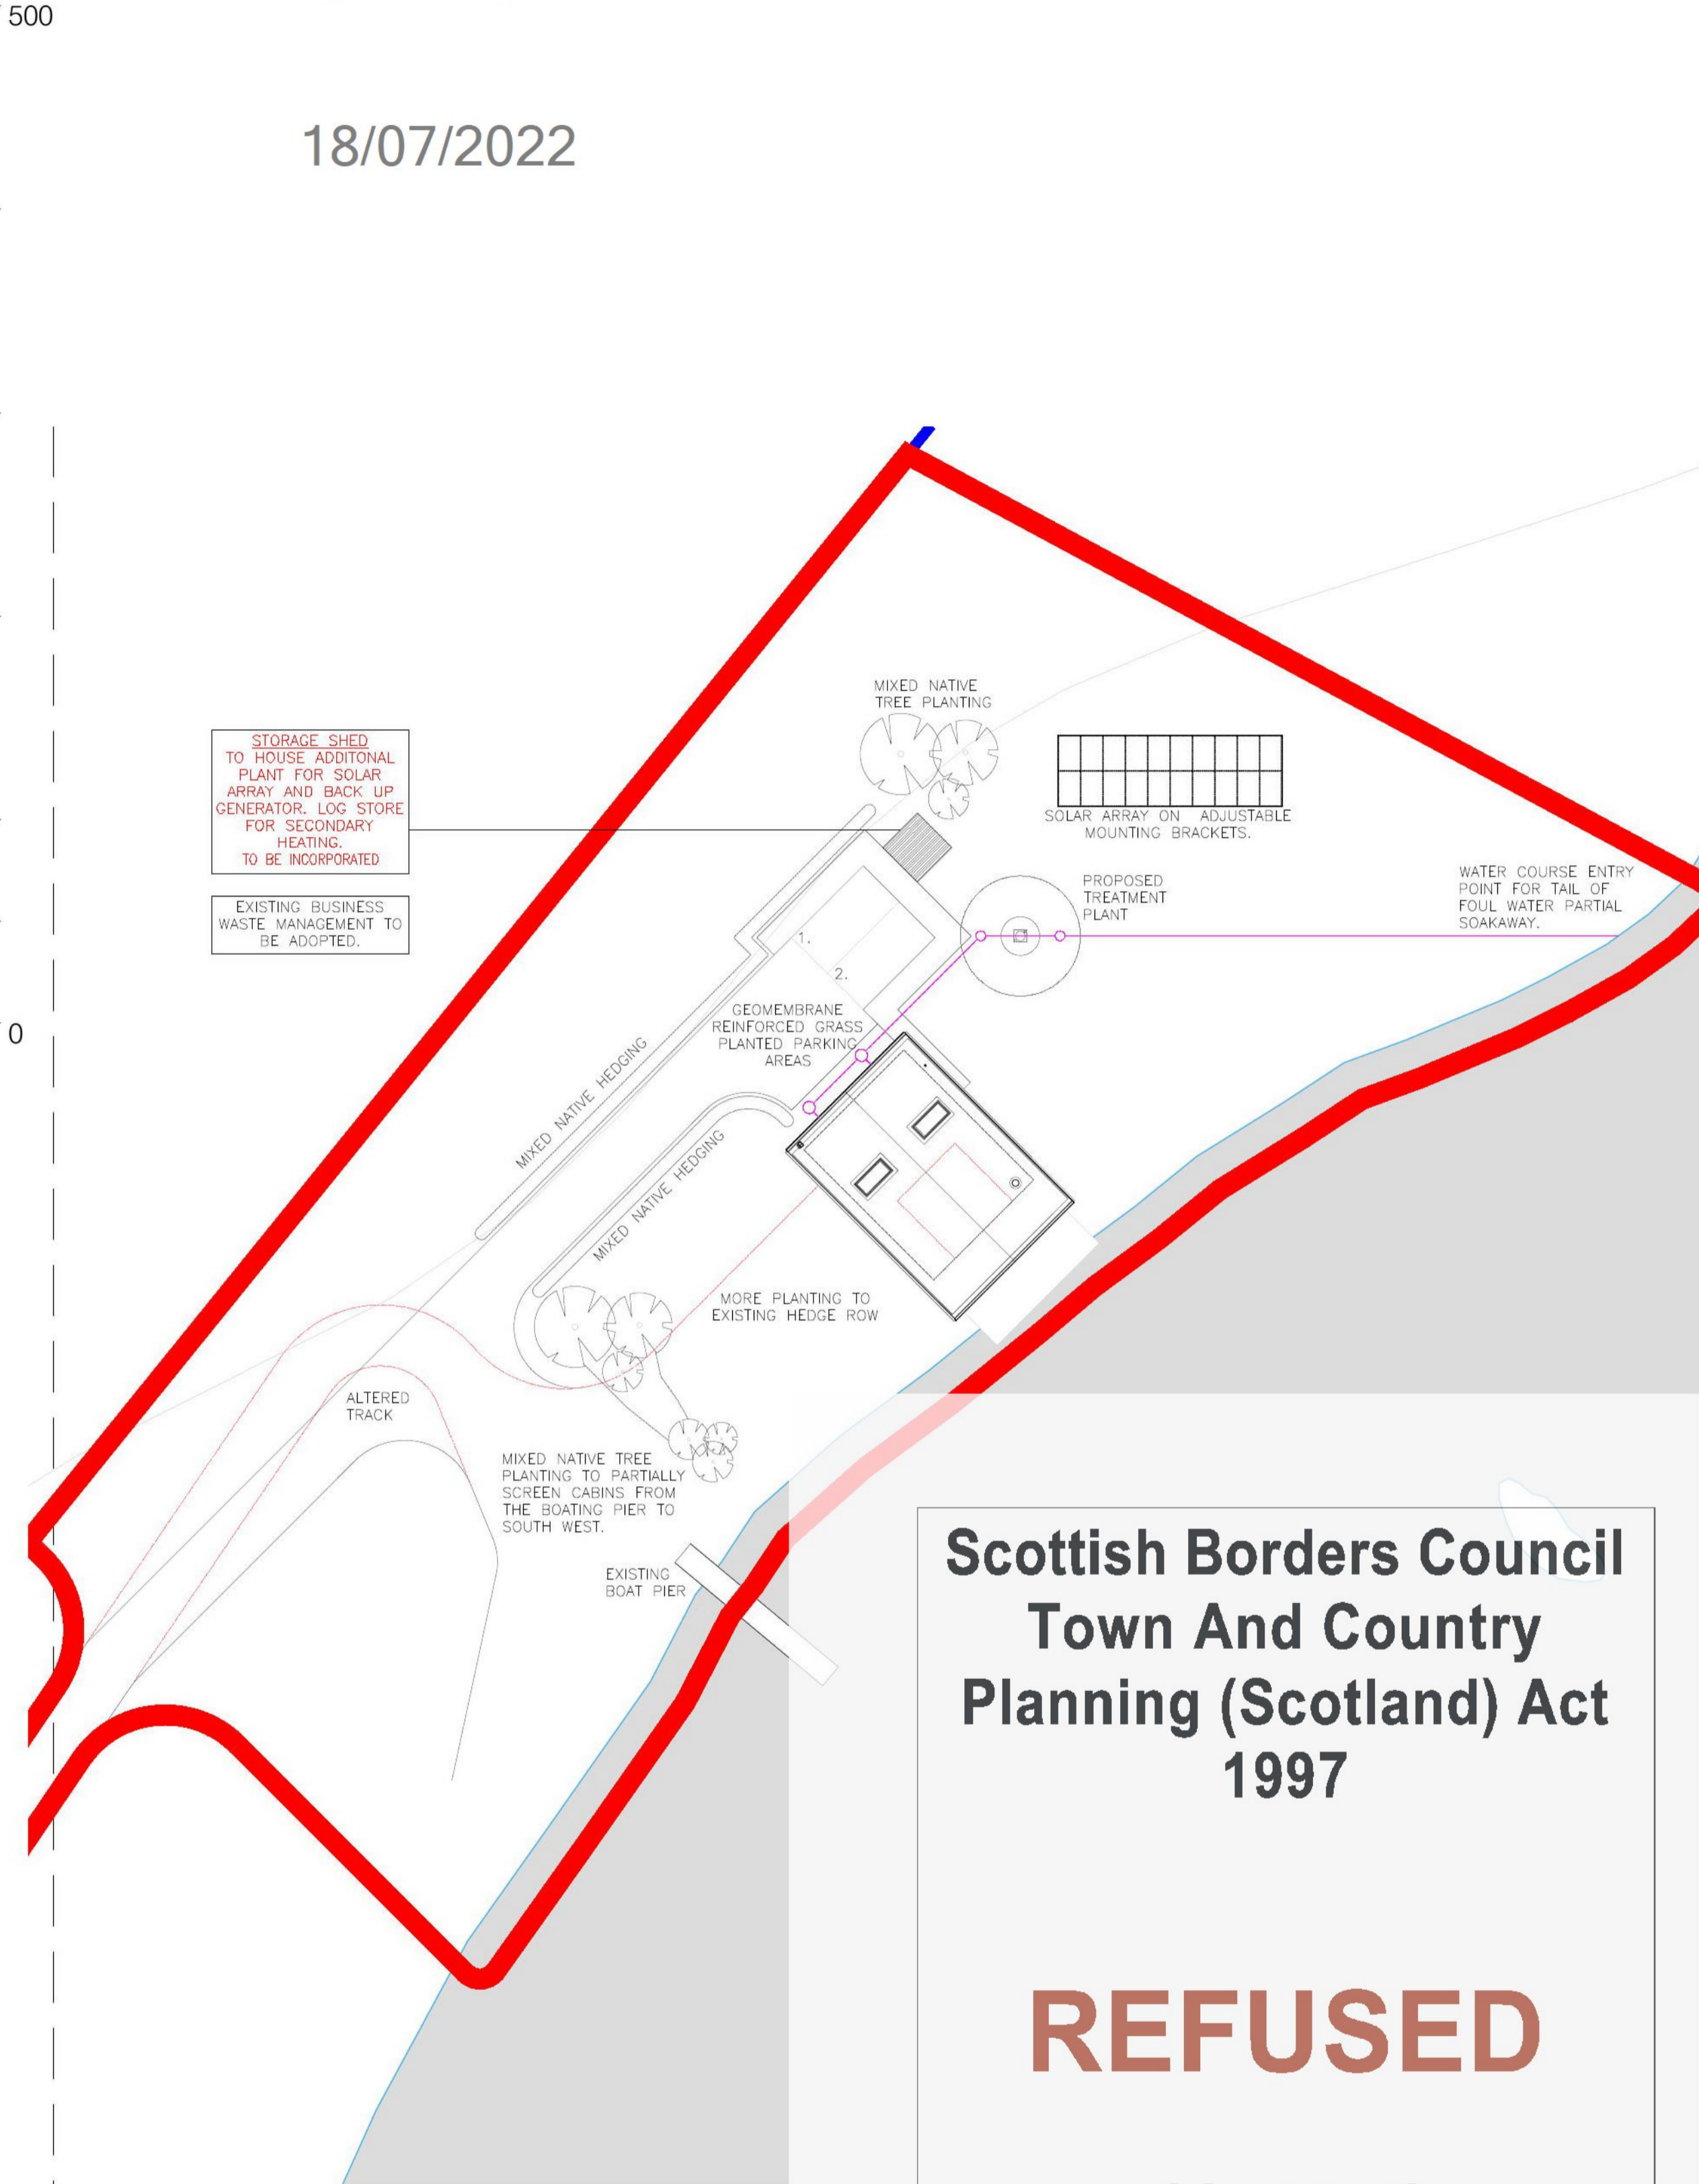 500
18/07/2022
MIXED NATIVE
TREE PLANTING
STORAGE SHED
TO HOUSE ADDITONAL
PLANT FOR SOLAR
ARRAY AND BACK UP
GENERATOR. LOG STORE
FOR SECONDARY
HEATING.
TO BE INCORPORATED
SOLAR ARRAY ON ADJUSTABLE
MOUNTING BRACKETS.
EXISTING BUSINESS
WASTE MANAGEMENT TO
BE ADOPTED.
PROPOSED
TREATMENT
PLANT
WATER COURSE ENTRY
POINT FOR TAIL OF
FOUL WATER PARTIAL
SOAKAWAY.
1.
2.
0
GEOMEMBRANE
REINFORCED GRASS
PLANTED PARKING
AREAS
MIXED NATIVE HEDGING
MIXED NATIVE HEDGING
MORE PLANTING TO
EXISTING HEDGE ROW
ALTERED
TRACK
MIXED NATIVE TREE
PLANTING TO PARTIALLY
SCREEN CABINS FROM
THE BOATING PIER TO
SOUTH WEST.
EXISTING
BOAT PIER
Scottish Borders Council
Town And Country
Planning (Scotland) Act
1997
REFUSED